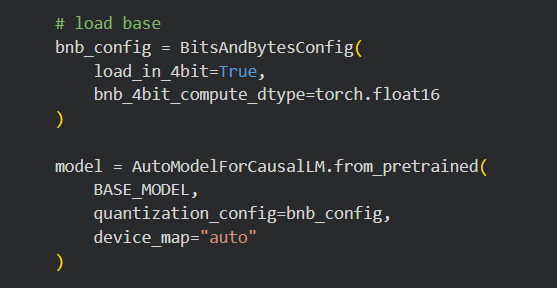 # load base
bnb_config = BitsAndBytesConfig(
    load_in_4bit=True,
    bnb_4bit_compute_dtype=torch.float16
)

model = AutoModelForCausalLM.from_pretrained(
    BASE_MODEL,
    quantization_config=bnb_config,
    device_map="auto"
)